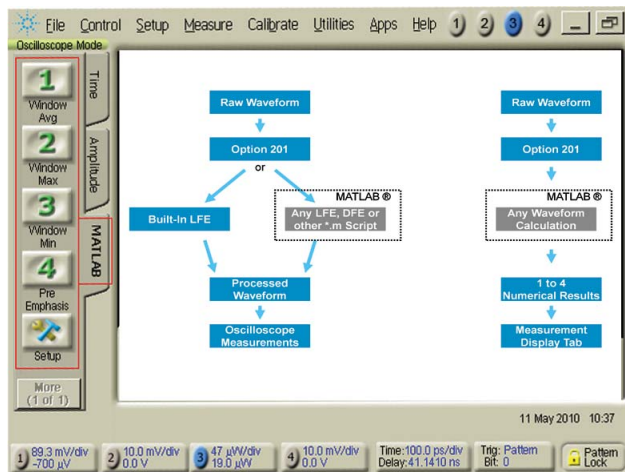 File Control Setup Measure Calibrate Utilities Apps Help 1 2 3 4
Oscilloscope Mode
1
Window
Avg
2
Window
Max
3
Window
Min
4
Pre
Emphasis
Setup
More
(1 of 1)
Time
Amplitude
MATLAB
Raw Waveform
Option 201
or
MATLAB ®
Built-In LFE
Any LFE, DFE or
other *.m Script
Processed
Waveform
Oscilloscope
Measurements
Raw Waveform
Option 201
MATLAB ®
Any Waveform
Calculation
1 to 4
Numerical Results
Measurement
Display Tab
11 May 2010 10:37
1 89.3 mV/div
-700 µV
2 10.0 mV/div
0.0 V
3 47 µW/div
19.0 µW
4 10.0 mV/div
0.0 V
Time:100.0 ps/div
Delay:41.1410 ns
Trig: Pattern
Bit: 0
Pattern
Lock